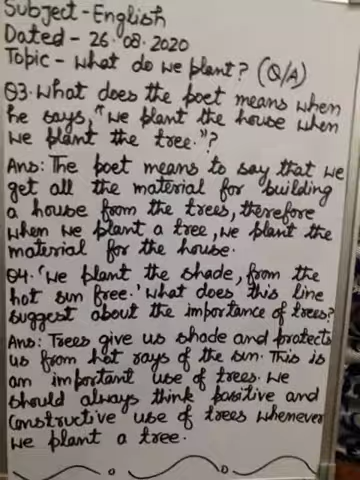 Subject - English
Dated - 26.08.2020
Topic - What do we plant? (Q/A)
Q3. What does the poet means when
he says, "we plant the house when
we plant the tree."?
Ans: The poet means to say that we
get all the material for building
a house from the trees, therefore
when we plant a tree, we plant the
material for the house.
Q4. 'we plant the shade, from the
hot sun free.' What does this line
suggest about the importance of trees?
Ans: Trees give us shade and protects
us from hot rays of the sun. This is
an important use of trees. We
should always think positive and
constructive use of trees whenever
we plant a tree.